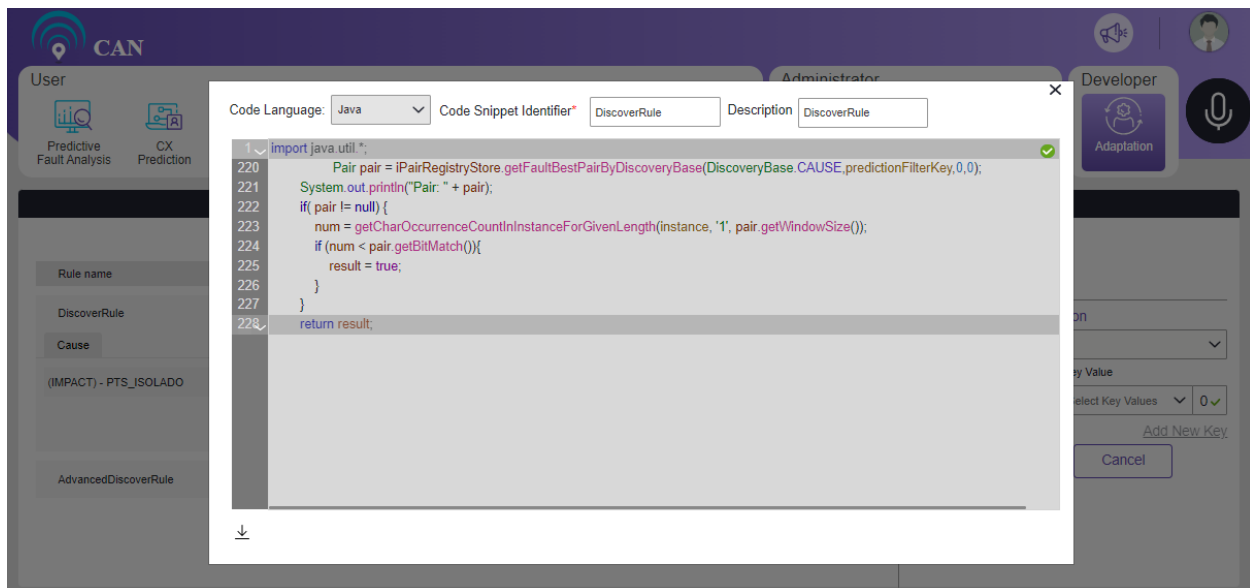 CAN
User
Administrator
Developer
Predictive
Fault Analysis
CX
Prediction
Adaptation
Code Language: Java Code Snippet Identifier* DiscoverRule Description DiscoverRule
1 import java.util.*;
220 Pair pair = iPairRegistryStore.getFaultBestPairByDiscoveryBase(DiscoveryBase.CAUSE,predictionFilterKey,0,0);
221 System.out.println("Pair: " + pair);
222 if( pair != null) {
223 num = getCharOccurrenceCountInInstanceForGivenLength(instance, '1', pair.getWindowSize());
224 if (num < pair.getBitMatch()){
225 result = true;
226 }
227 }
228 return result;
Rule name
DiscoverRule
Cause
(IMPACT) - PTS_ISOLADO
AdvancedDiscoverRule
on
ey Value
elect Key Values 0
Add New Key
Cancel